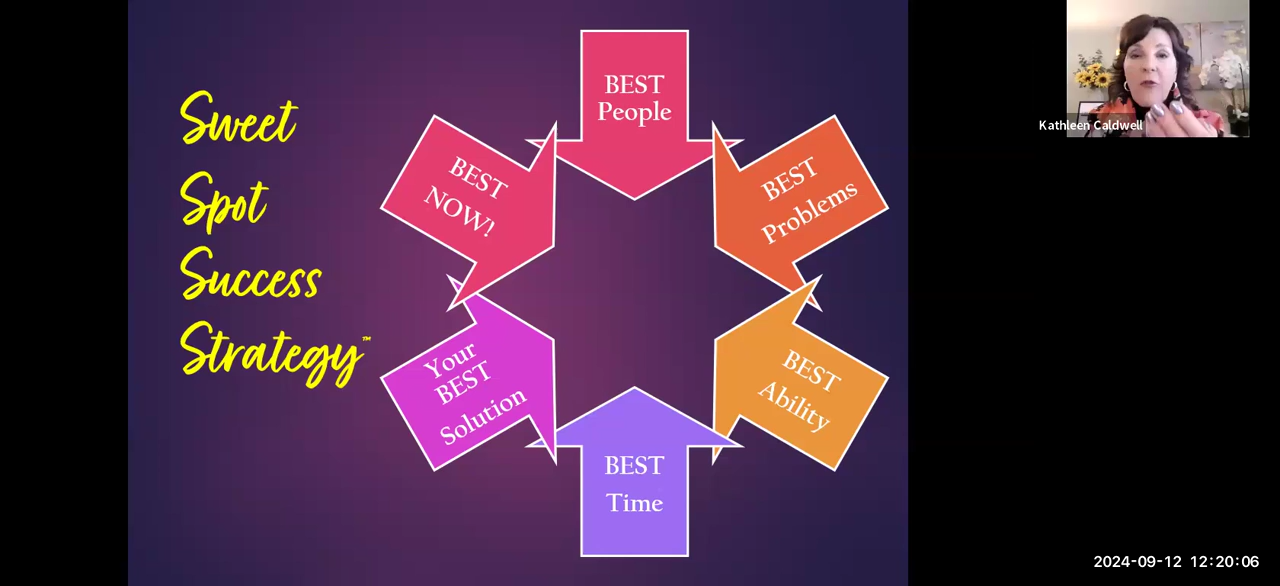 Sweet
Spot
Success
Strategy™
BEST
People
BEST
Problems
BEST
Ability
BEST
Time
Your
BEST
Solution
BEST
NOW!
Kathleen Caldwell
2024-09-12 12:20:06